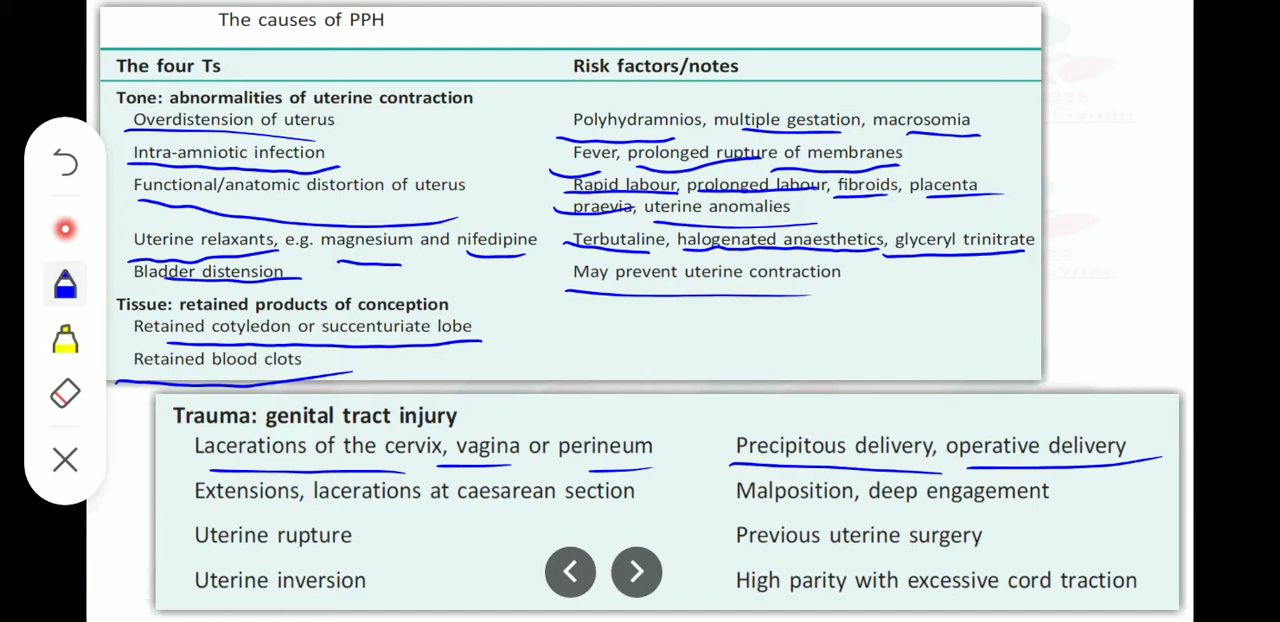 The causes of PPH
The four Ts Risk factors/notes
Tone: abnormalities of uterine contraction
Overdistension of uterus Polyhydramnios, multiple gestation, macrosomia
Intra-amniotic infection Fever, prolonged rupture of membranes
Functional/anatomic distortion of uterus Rapid labour, prolonged labour, fibroids, placenta
praevia, uterine anomalies
Uterine relaxants, e.g. magnesium and nifedipine Terbutaline, halogenated anaesthetics, glyceryl trinitrate
Bladder distension May prevent uterine contraction
Tissue: retained products of conception
Retained cotyledon or succenturiate lobe
Retained blood clots
Trauma: genital tract injury
Lacerations of the cervix, vagina or perineum Precipitous delivery, operative delivery
Extensions, lacerations at caesarean section Malposition, deep engagement
Uterine rupture Previous uterine surgery
Uterine inversion High parity with excessive cord traction